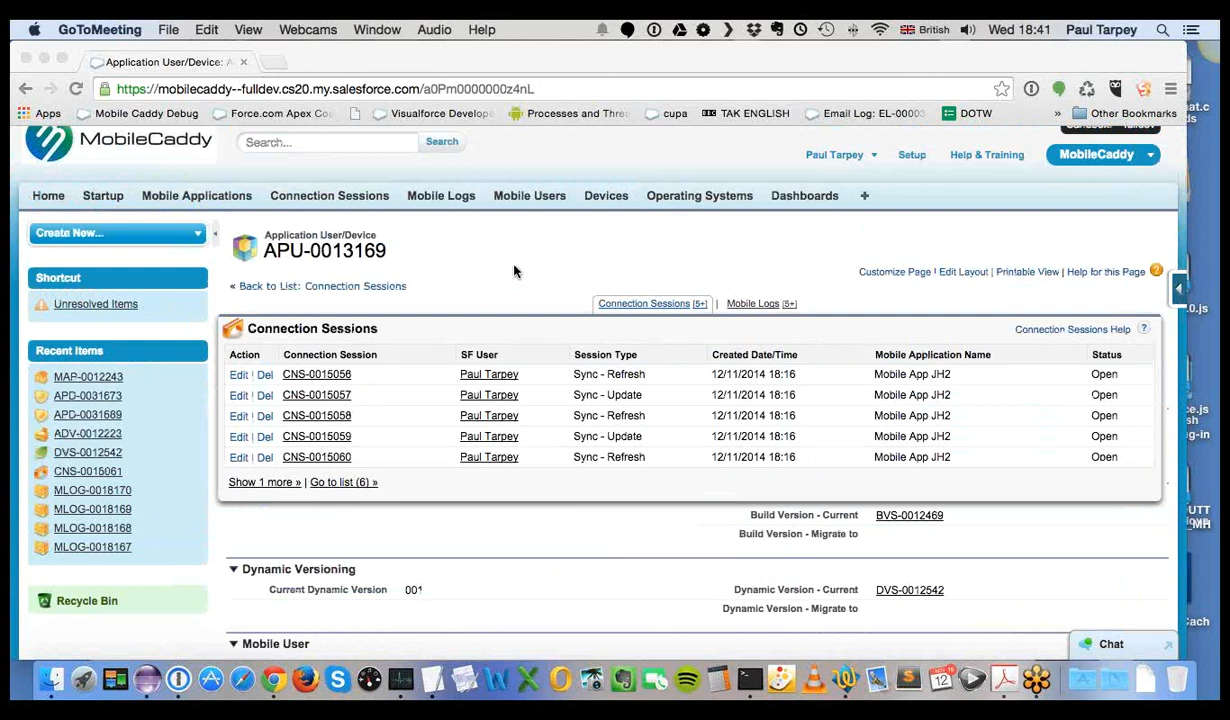 GoToMeeting File Edit View Webcams Window Audio Help British Wed 18:41 Paul Tarpey
Application User/Device:
https://mobilecaddy--fulldev.cs20.my.salesforce.com/a0Pm0000000z4nL
Apps Mobile Caddy Debug Force.com Apex Co Visualforce Develope Processes and Thre cupa TAK ENGLISH Email Log: EL-00003 DOTW » Other Bookmarks
MobileCaddy Search... Search
Paul Tarpey Setup Help & Training MobileCaddy
Home Startup Mobile Applications Connection Sessions Mobile Logs Mobile Users Devices Operating Systems Dashboards +
Create New...
Shortcut
Unresolved Items
Recent Items
MAP-0012243
APD-0031673
APD-0031689
ADV-0012223
DVS-0012542
CNS-0015061
MLOG-0018170
MLOG-0018169
MLOG-0018168
MLOG-0018167
Recycle Bin
Application User/Device
APU-0013169
Customize Page | Edit Layout | Printable View | Help for this Page
« Back to List: Connection Sessions
Connection Sessions [5+] | Mobile Logs [5+]
Connection Sessions Connection Sessions Help ?
Action Connection Session SF User Session Type Created Date/Time Mobile Application Name Status
Edit | Del CNS-0015056 Paul Tarpey Sync - Refresh 12/11/2014 18:16 Mobile App JH2 Open
Edit | Del CNS-0015057 Paul Tarpey Sync - Update 12/11/2014 18:16 Mobile App JH2 Open
Edit | Del CNS-0015058 Paul Tarpey Sync - Refresh 12/11/2014 18:16 Mobile App JH2 Open
Edit | Del CNS-0015059 Paul Tarpey Sync - Update 12/11/2014 18:16 Mobile App JH2 Open
Edit | Del CNS-0015060 Paul Tarpey Sync - Refresh 12/11/2014 18:16 Mobile App JH2 Open
Show 1 more » | Go to list (6) »
Build Version - Current BVS-0012469
Build Version - Migrate to
Dynamic Versioning
Current Dynamic Version 001 Dynamic Version - Current DVS-0012542
Dynamic Version - Migrate to
Mobile User
Chat